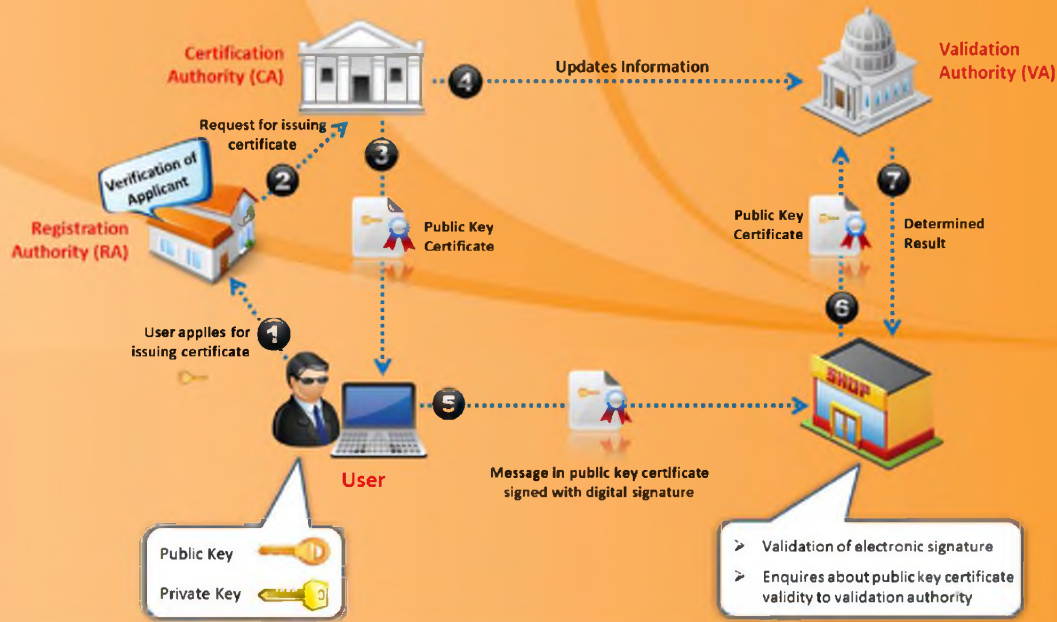 Certification
Authority (CA)
4
Updates Information
Validation
Authority (VA)
Request for issuing
certificate
2
3
Verification of
Applicant
Registration
Authority (RA)
Public Key
Certificate
Public Key
Certificate
7
Determined
Result
6
User applies for
issuing certificate
1
SHOP
5
User
Message in public key certificate
signed with digital signature
Public Key
Private Key
➢ Validation of electronic signature
➢ Enquires about public key certificate
validity to validation authority